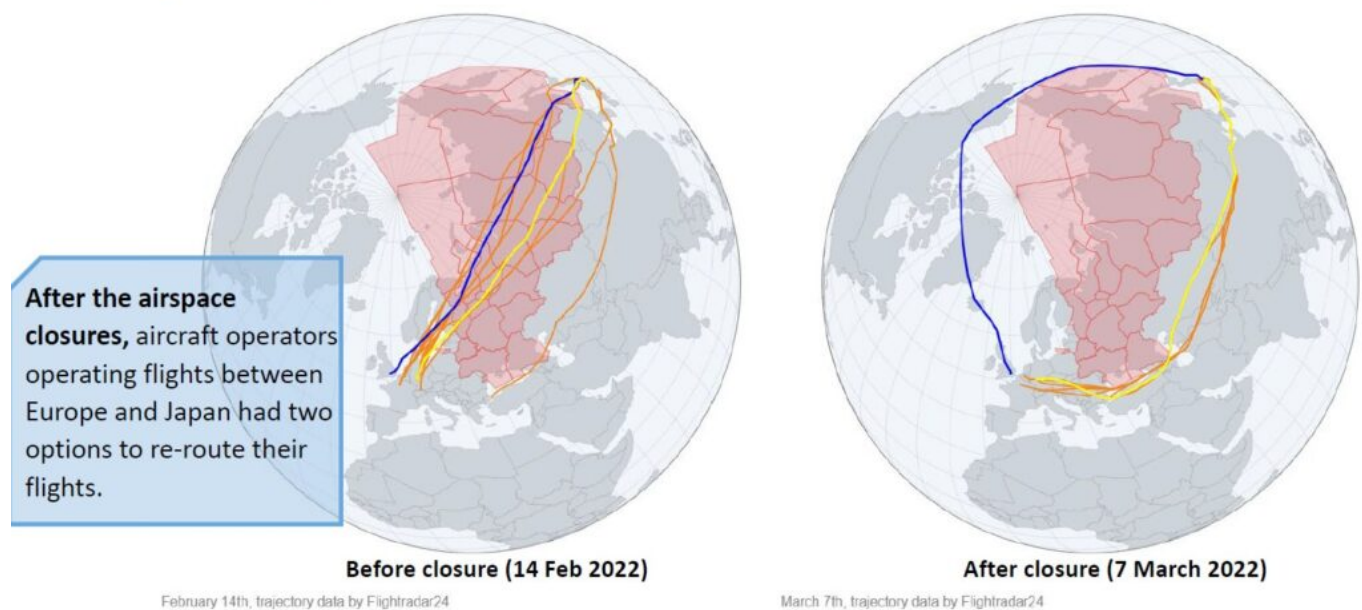 After the airspace
closures, aircraft operators
operating flights between
Europe and Japan had two
options to re-route their
flights.
Before closure (14 Feb 2022)
After closure (7 March 2022)
February 14th, trajectory data by Flightradar24
March 7th, trajectory data by Flightradar24